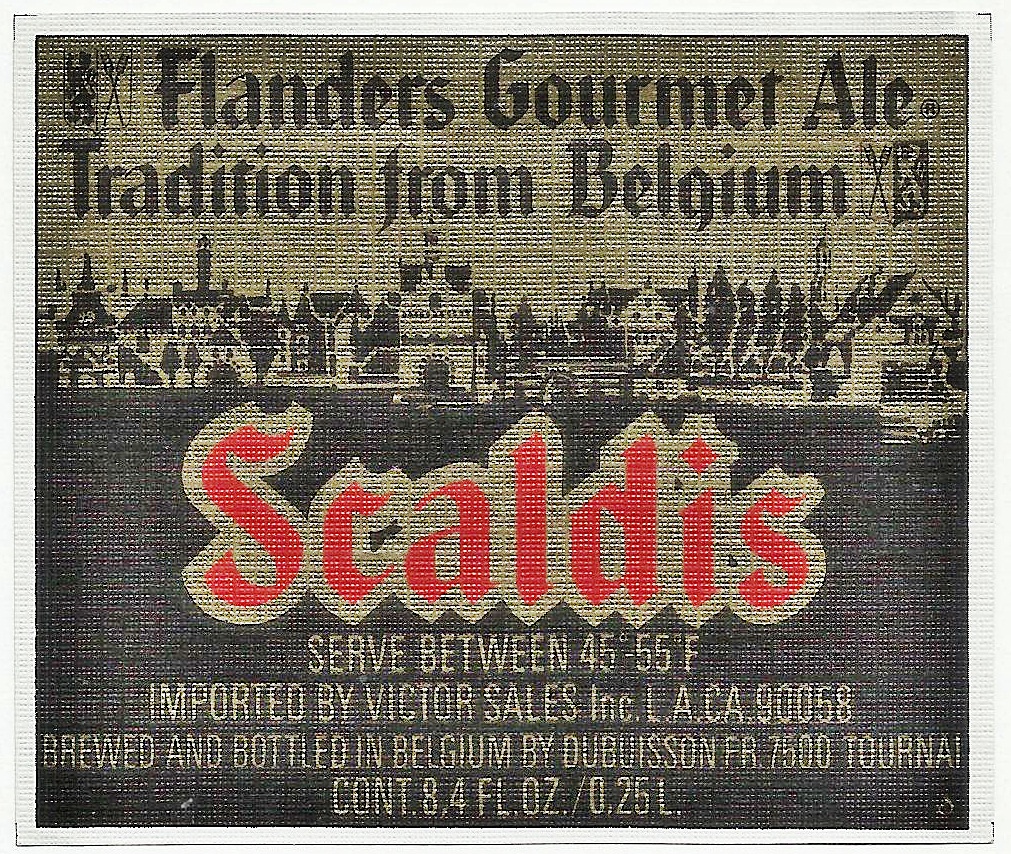 Flanders Gourmet Ale®
Tradition from Belgium
Scaldis
SERVE BETWEEN 45°-55°F
IMPORTED BY VICTOR SALES Inc. L.A.CA.90058
BREWED AND BOTTLED IN BELGIUM BY DUBUISSON FR. 7500 TOURNAI
CONT.8,4 FL.OZ./0,25 L.